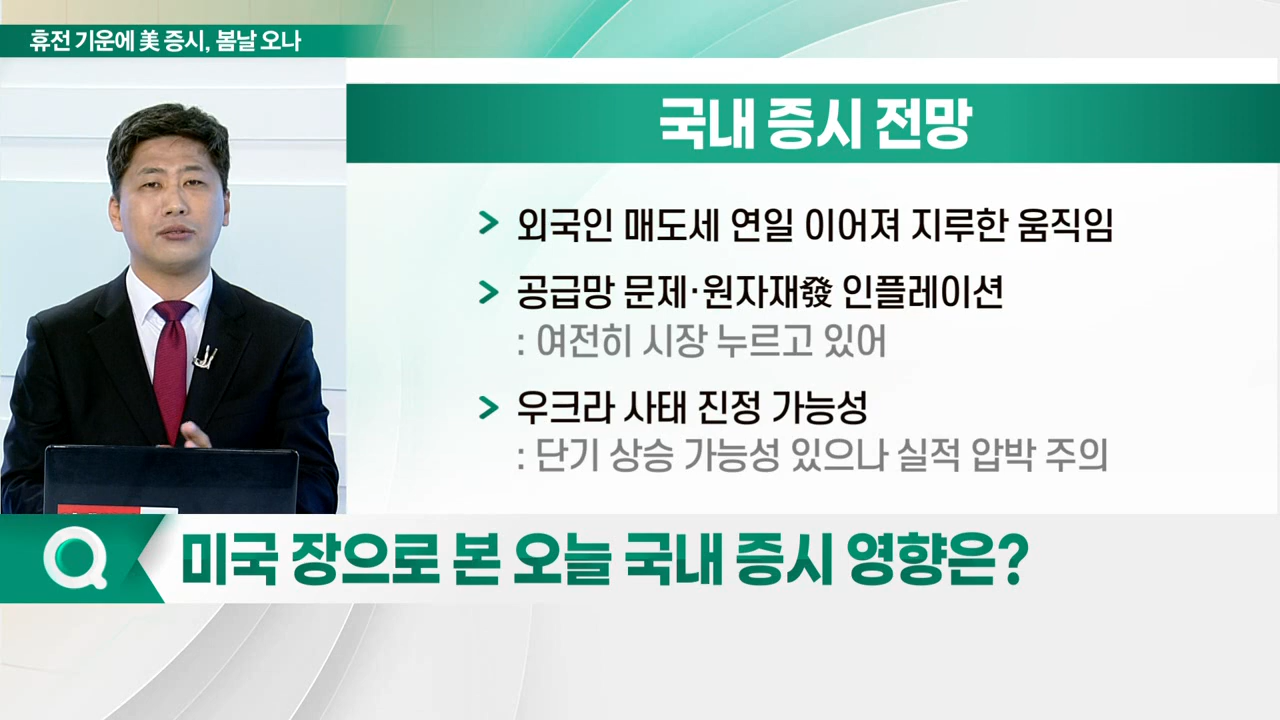 휴전 기운에 美 증시, 봄날 오나
국내 증시 전망
> 외국인 매도세 연일 이어져 지루한 움직임
> 공급망 문제·원자재發 인플레이션
: 여전히 시장 누르고 있어
> 우크라 사태 진정 가능성
: 단기 상승 가능성 있으나 실적 압박 주의
Q 미국 장으로 본 오늘 국내 증시 영향은?